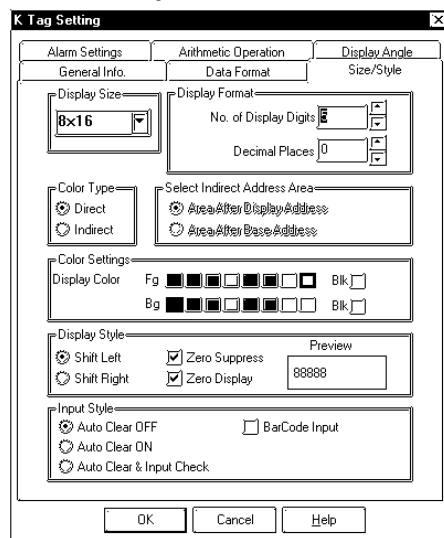 K Tag Setting
Alarm Settings Arithmetic Operation Display Angle
General Info. Data Format Size/Style
Display Size Display Format
8x16 No. of Display Digits 5
Decimal Places 0
Color Type Select Indirect Address Area
Direct Area After Display Address
Indirect Area After Base Address
Color Settings
Display Color Fg Blk
Bg Blk
Display Style Preview
Shift Left Zero Suppress
Shift Right Zero Display 88888
Input Style
Auto Clear OFF BarCode Input
Auto Clear ON
Auto Clear & Input Check
OK Cancel Help